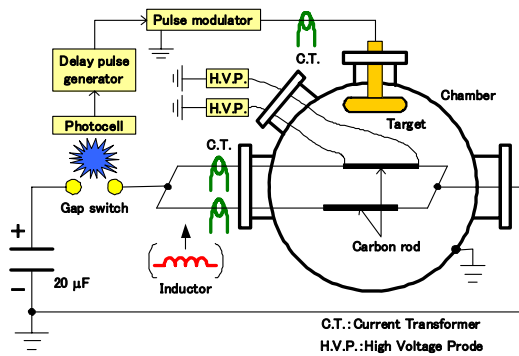 Pulse modulator
C.T.
Delay pulse
generator
H.V.P.
H.V.P.
Chamber
Photocell
Target
C.T.
Gap switch
+
Carbon rod
20 μF
−
Inductor
C.T.:Current Transformer
H.V.P.:High Voltage Prode